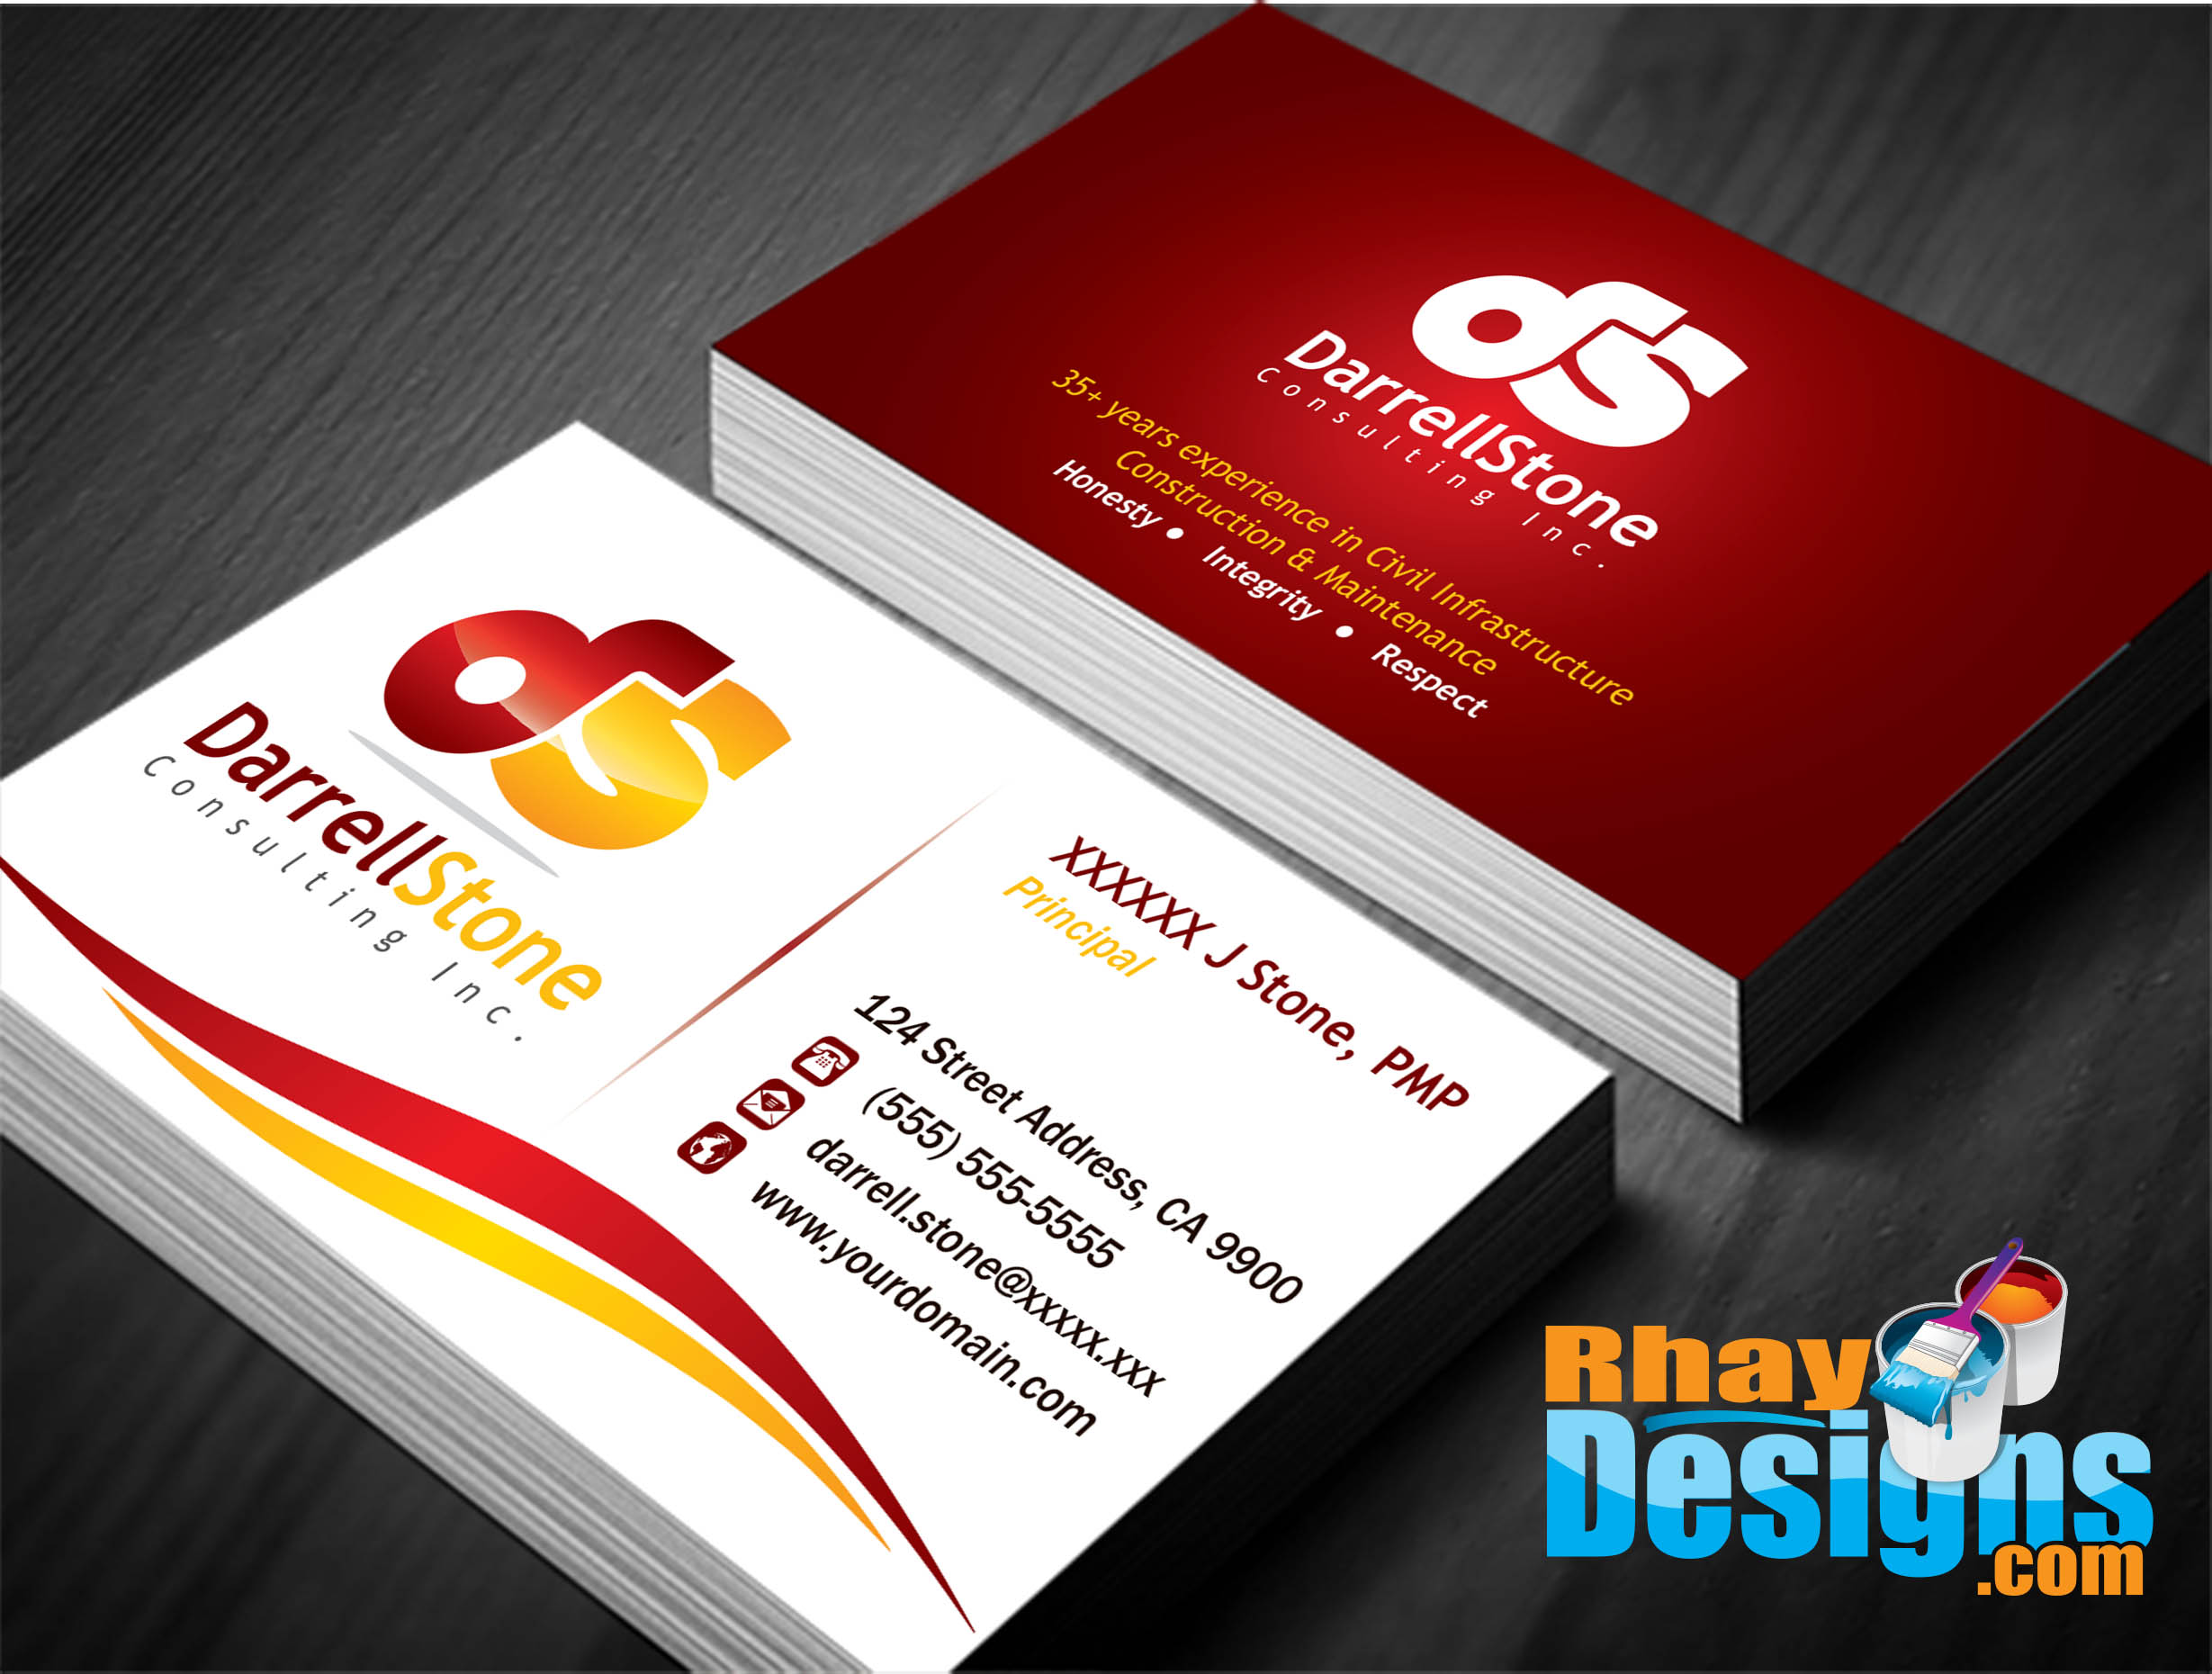 ds
DarrellStone
Consulting Inc.
35+ years experience in Civil Infrastructure
Construction & Maintenance
Honesty • Integrity • Respect
ds
DarrellStone
Consulting Inc.
XXXXXX J Stone, PMP
Principal
124 Street Address, CA 9900
(555) 555-5555
darrell.stone@xxxxx.xxx
www.yourdomain.com
Rhay
Designs
.com